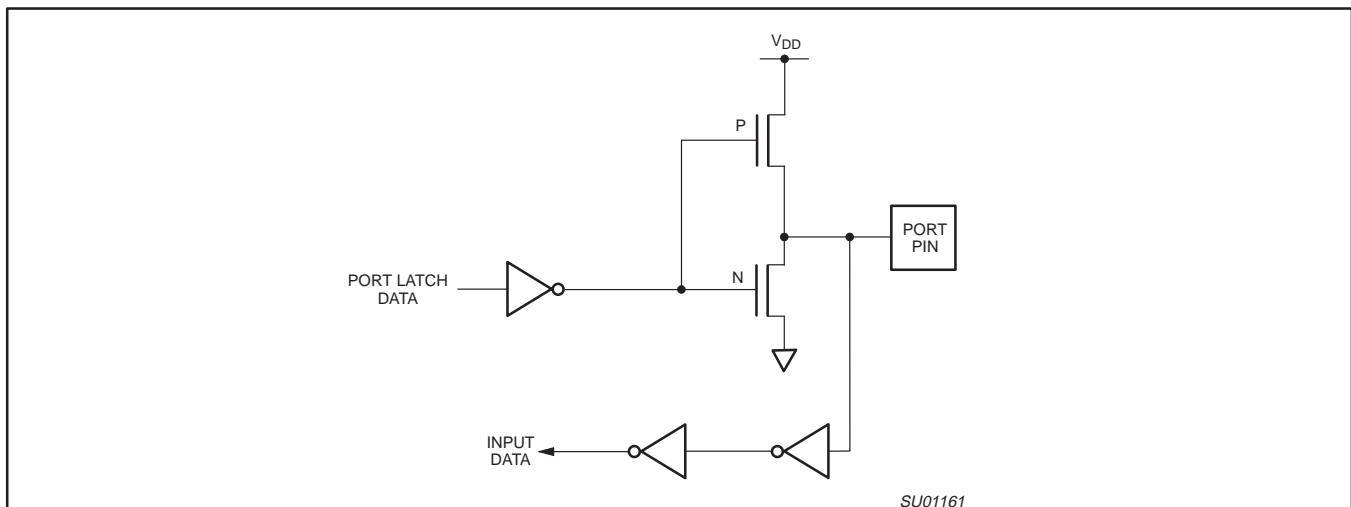 VDD
P
PORT
PIN
N
PORT LATCH
DATA
INPUT
DATA
SU01161